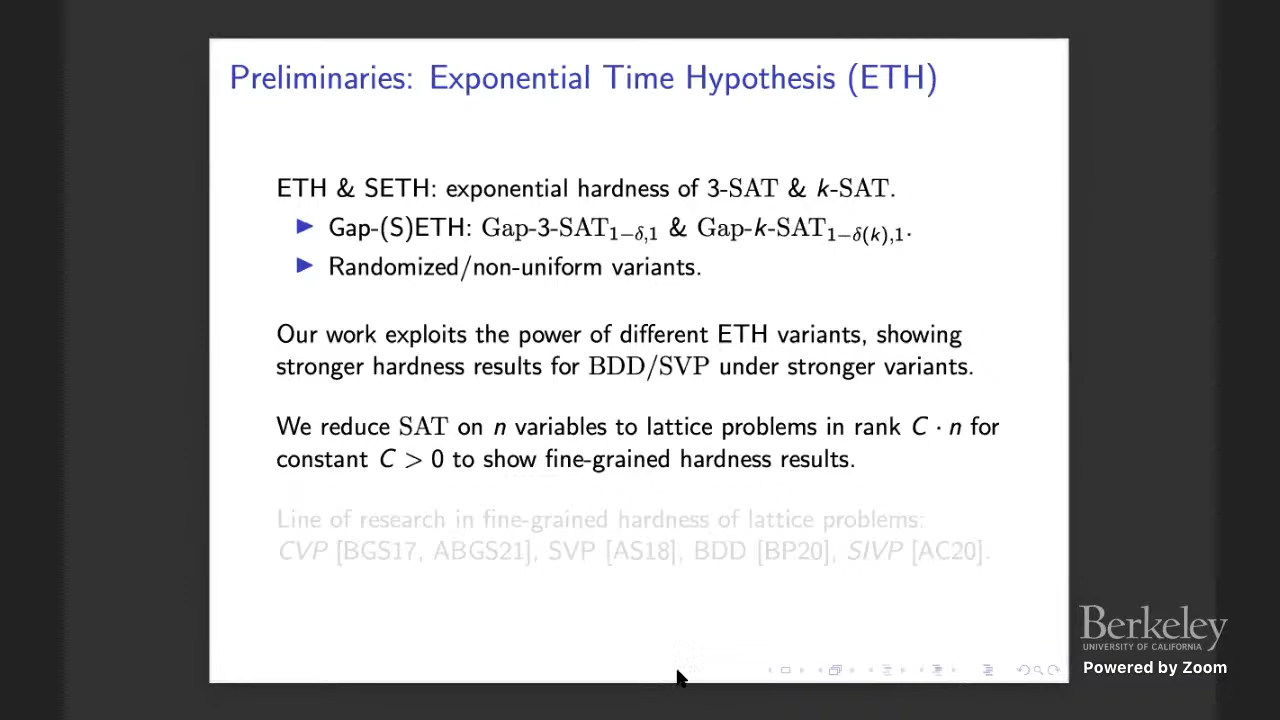 Preliminaries: Exponential Time Hypothesis (ETH)
ETH & SETH: exponential hardness of 3-SAT & k-SAT.
Gap-(S)ETH: Gap-3-SAT₁₋δ,₁ & Gap-k-SAT₁₋δ(k),₁.
Randomized/non-uniform variants.
Our work exploits the power of different ETH variants, showing
stronger hardness results for BDD/SVP under stronger variants.
We reduce SAT on n variables to lattice problems in rank C · n for
constant C > 0 to show fine-grained hardness results.
Line of research in fine-grained hardness of lattice problems:
CVP [BGS17, ABGS21], SVP [AS18], BDD [BP20], SIVP [AC20].
Berkeley
UNIVERSITY OF CALIFORNIA
Powered by Zoom